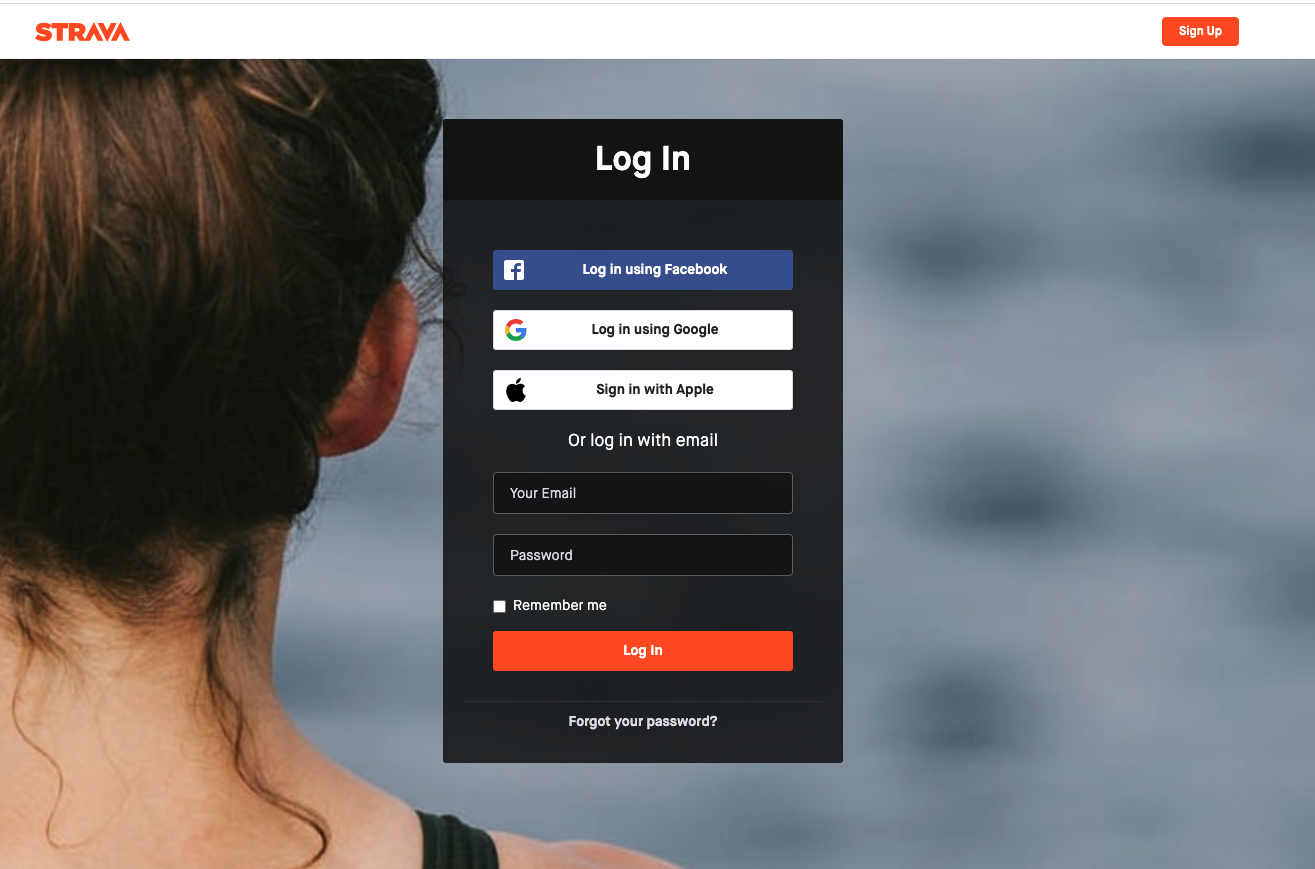 STRAVA
Sign Up
Log In
Log in using Facebook
Log in using Google
Sign in with Apple
Or log in with email
Your Email
Password
Remember me
Log In
Forgot your password?